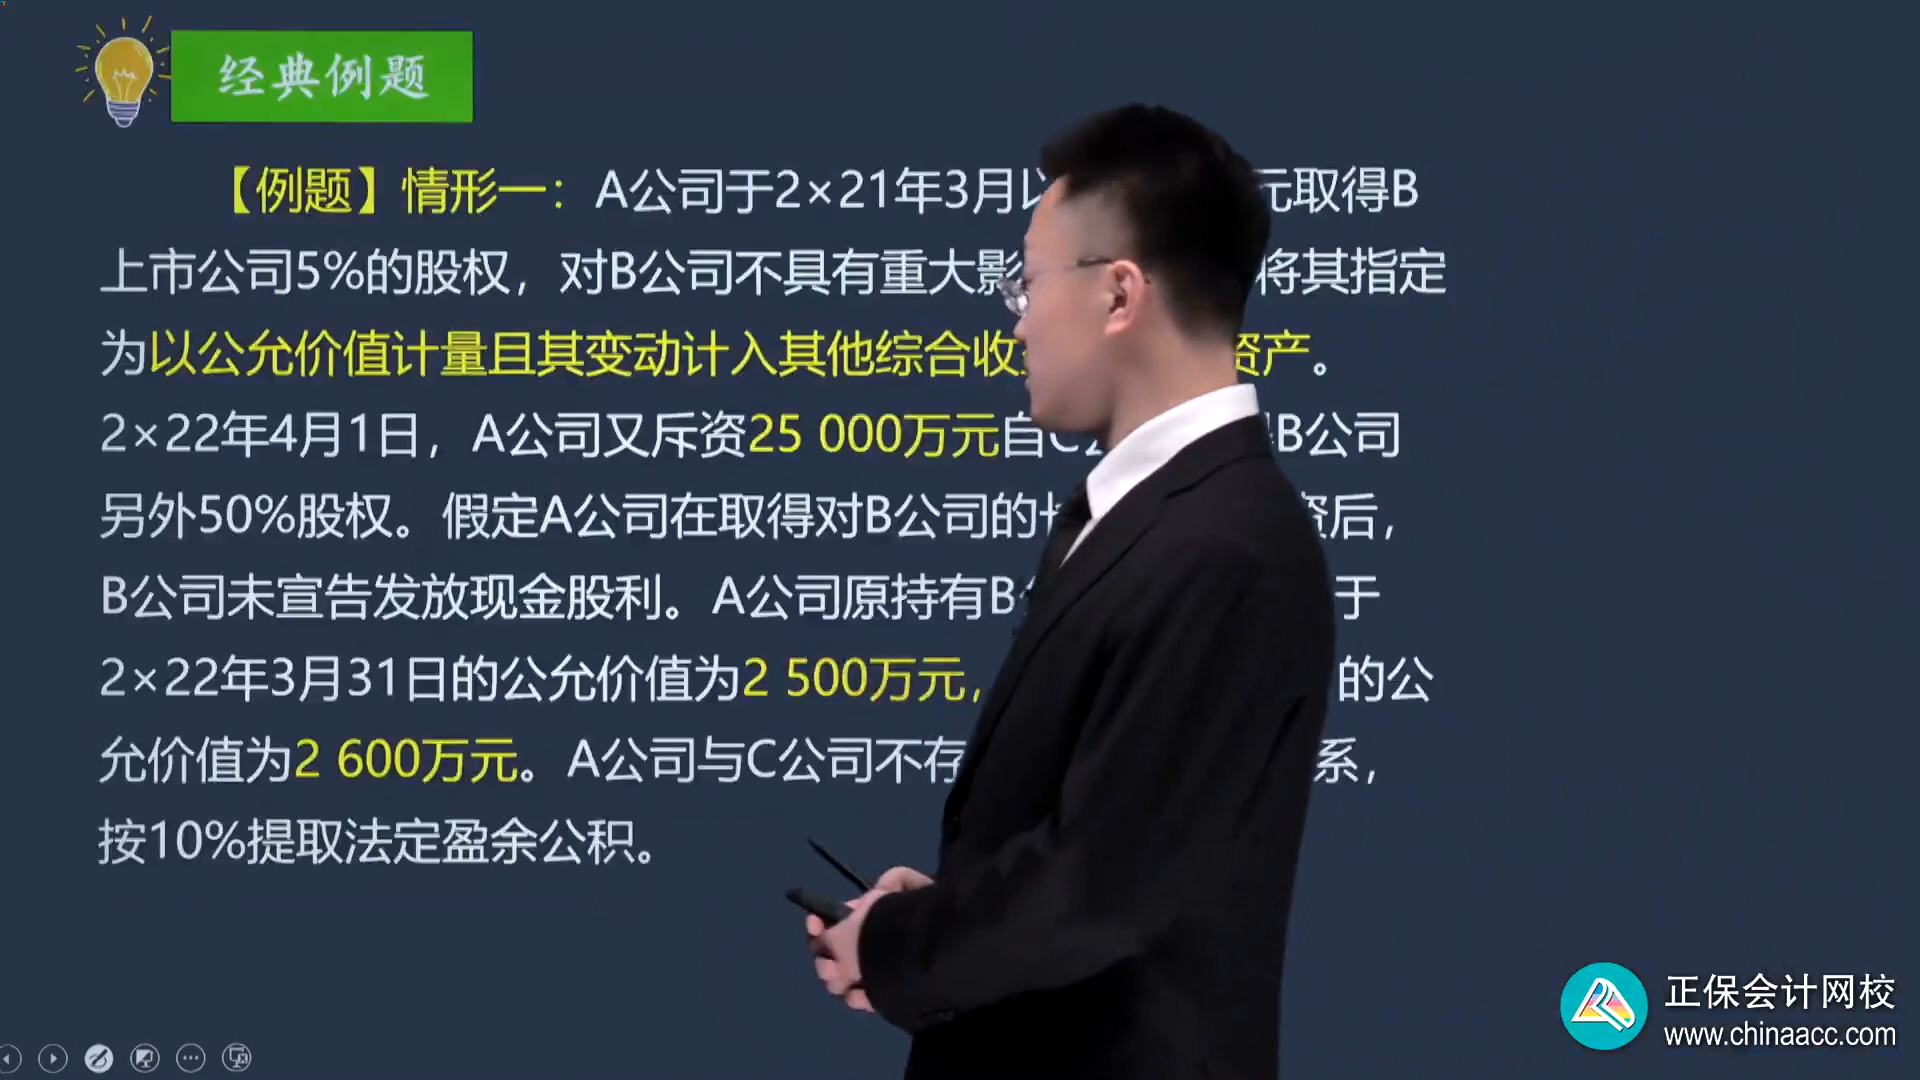 经典例题
【例题】情形一：A公司于2×21年3月以 元取得B
上市公司5%的股权，对B公司不具有重大影 将其指定
为以公允价值计量且其变动计入其他综合收 资产。
2×22年4月1日，A公司又斥资25 000万元自C B公司
另外50%股权。假定A公司在取得对B公司的 资后，
B公司未宣告发放现金股利。A公司原持有B 于
2×22年3月31日的公允价值为2 500万元， 的公
允价值为2 600万元。A公司与C公司不存 系，
按10%提取法定盈余公积。
正保会计网校
www.chinaacc.com